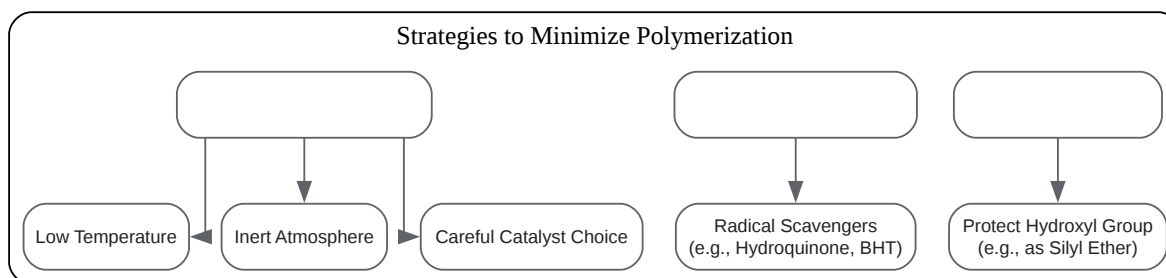 Strategies to Minimize Polymerization
Low Temperature
Inert Atmosphere
Careful Catalyst Choice
Radical Scavengers
(e.g., Hydroquinone, BHT)
Protect Hydroxyl Group
(e.g., as Silyl Ether)